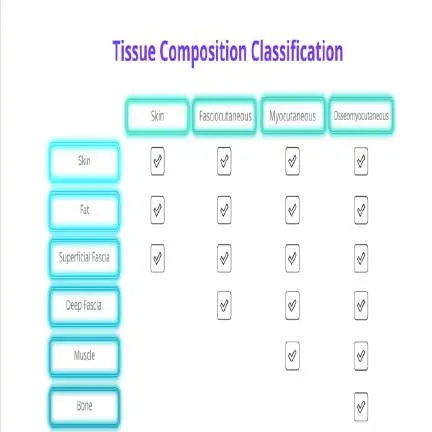 Tissue Composition Classification
Skin Fasciocutaneous Myocutaneous Osseomyocutaneous
Skin
Fat
Superficial Fascia
Deep Fascia
Muscle
Bone